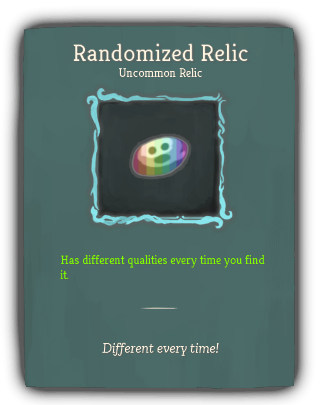 Randomized Relic
Uncommon Relic
Has different qualities every time you find
it.
Different every time!